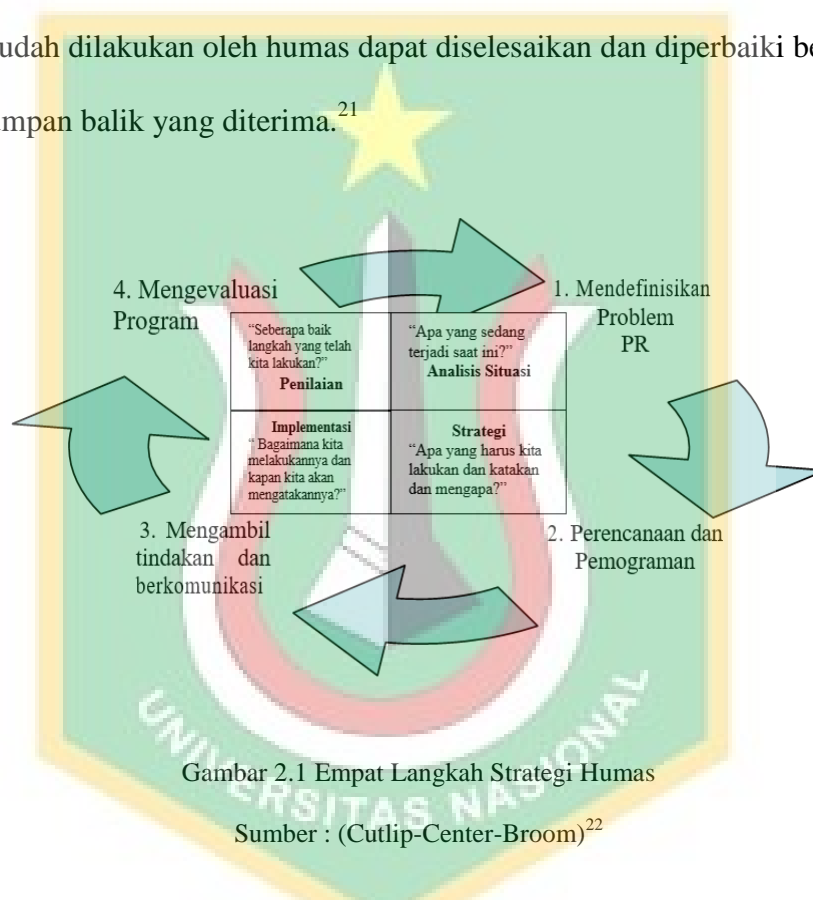 udah dilakukan oleh humas dapat diselesaikan dan diperbaiki
mpan balik yang diterima.21
4. Mengevaluasi
Program
1. Mendefinisikan
Problem
PR
“Seberapa baik
langkah yang telah
kita lakukan?”
Penilaian
“Apa yang sedang
terjadi saat ini?”
Analisis Situasi
Implementasi
“ Bagaimana kita
melakukannya dan
kapan kita akan
mengatakannya?”
Strategi
“Apa yang harus kita
lakukan dan katakan
dan mengapa?”
3. Mengambil
tindakan dan
berkomunikasi
2. Perencanaan dan
Pemograman
UNIVERSITAS NASIONAL
Gambar 2.1 Empat Langkah Strategi Humas
Sumber : (Cutlip-Center-Broom)22